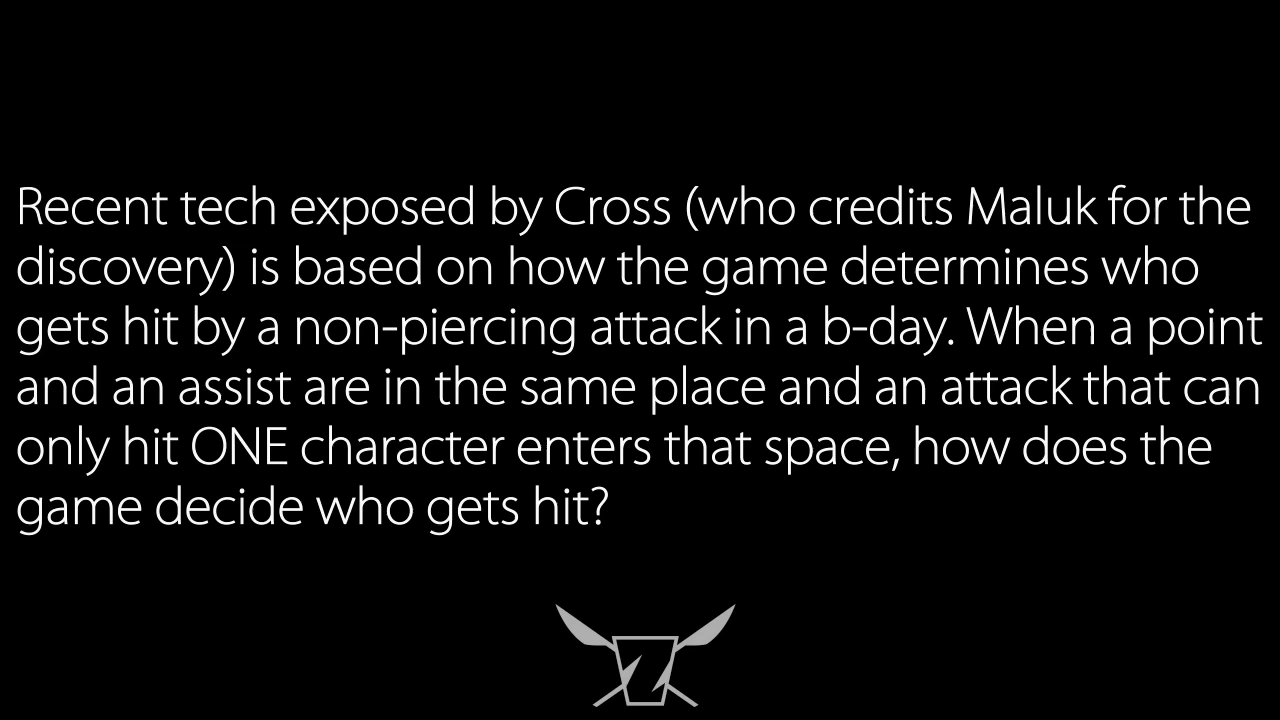 Recent tech exposed by Cross (who credits Maluk for the
discovery) is based on how the game determines who
gets hit by a non-piercing attack in a b-day. When a point
and an assist are in the same place and an attack that can
only hit ONE character enters that space, how does the
game decide who gets hit?